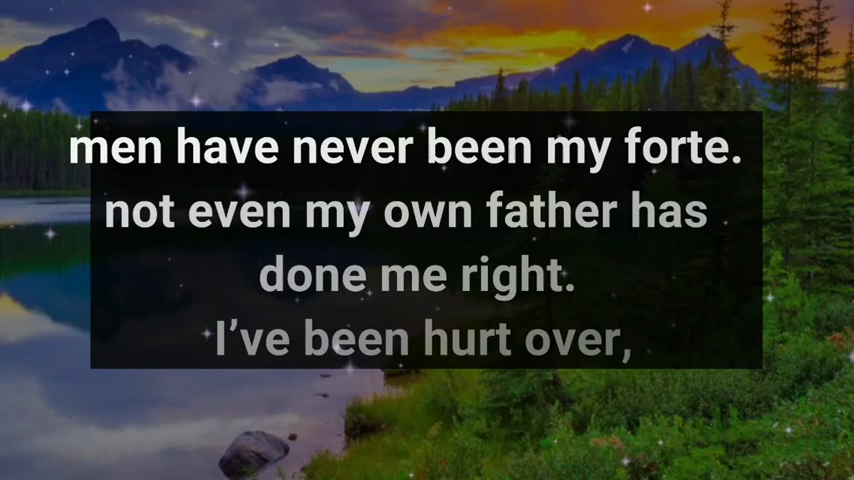 men have never been my forte.
not even my own father has
done me right.
I’ve been hurt over,